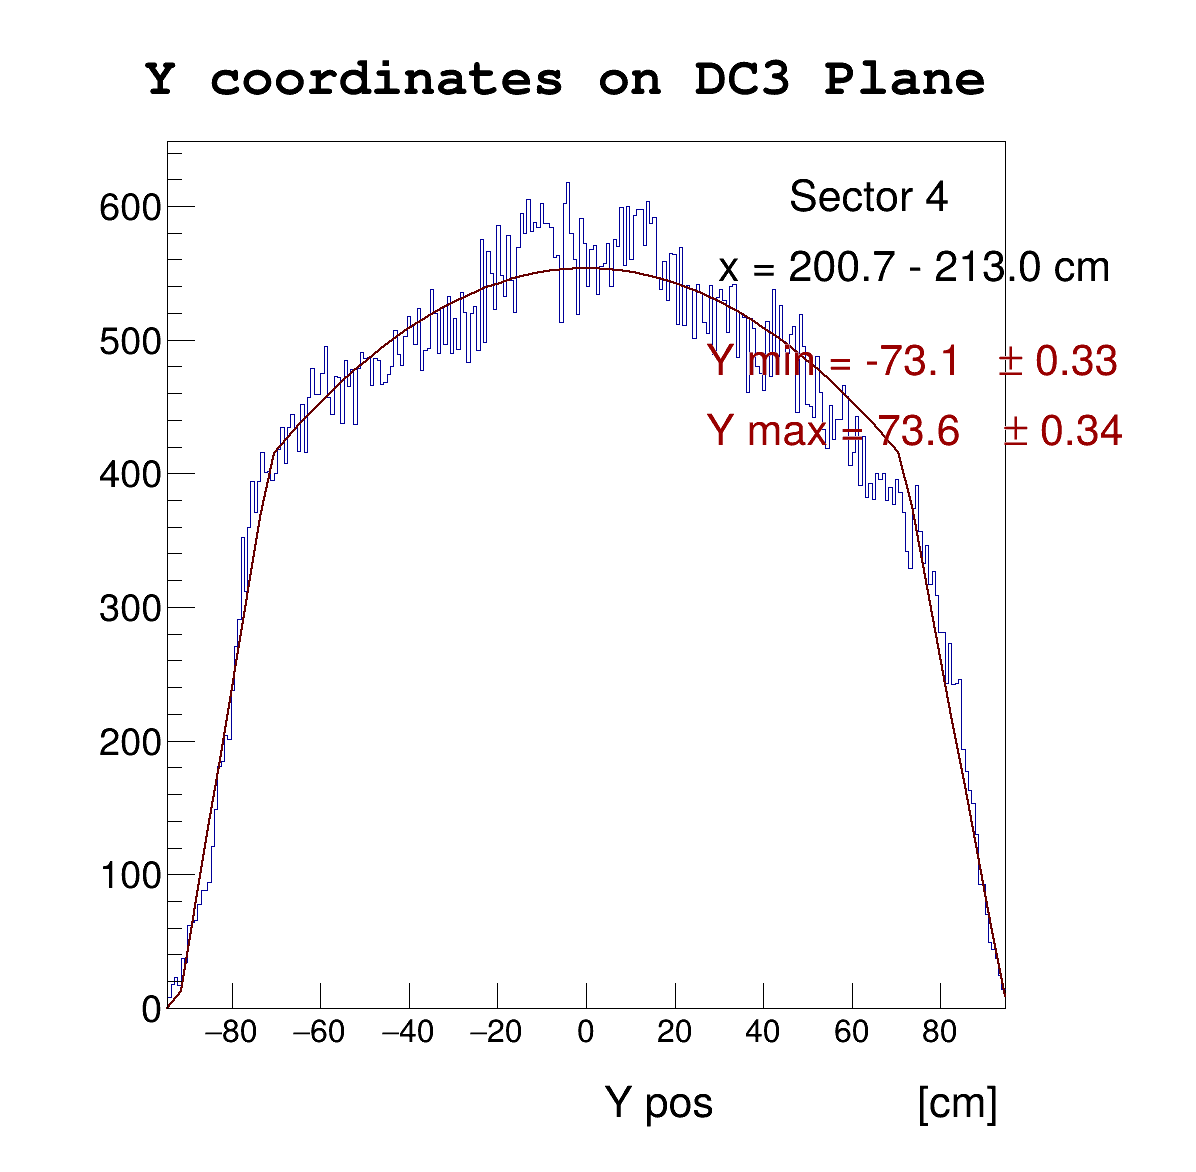 Y coordinates on DC3 Plane
Sector 4
x = 200.7 - 213.0 cm
Y min = -73.1 ± 0.33
Y max = 73.6 ± 0.34
600
500
400
300
200
100
0
−80 −60 −40 −20 0 20 40 60 80
Y pos [cm]